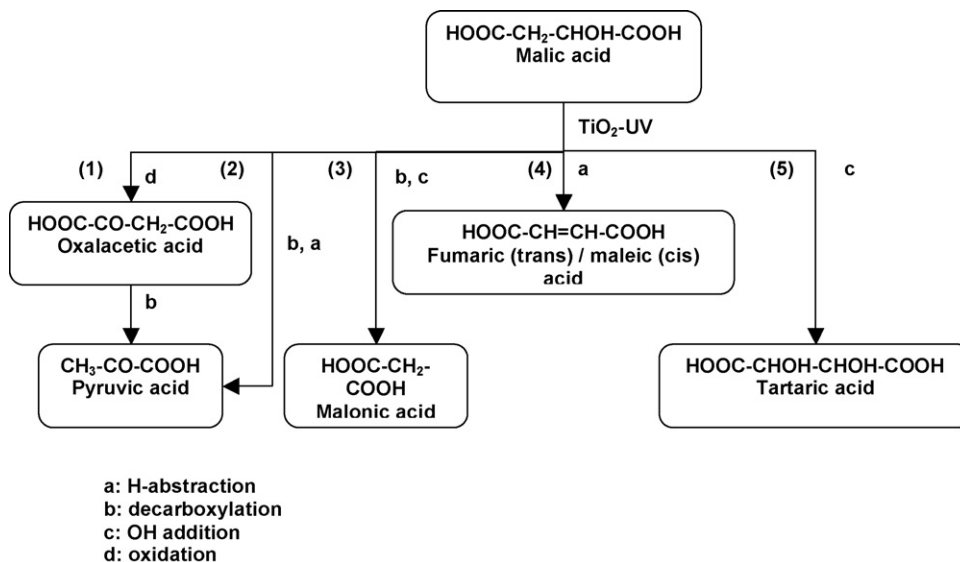 HOOC-CH₂-CHOH-COOH
Malic acid
TiO₂-UV
(1)
d
(2)
(3)
b, c
(4)
a
(5)
c
HOOC-CO-CH₂-COOH
Oxalacetic acid
b, a
HOOC-CH=CH-COOH
Fumaric (trans) / maleic (cis)
acid
b
CH₃-CO-COOH
Pyruvic acid
HOOC-CH₂-
COOH
Malonic acid
HOOC-CHOH-CHOH-COOH
Tartaric acid
a: H-abstraction
b: decarboxylation
c: OH addition
d: oxidation